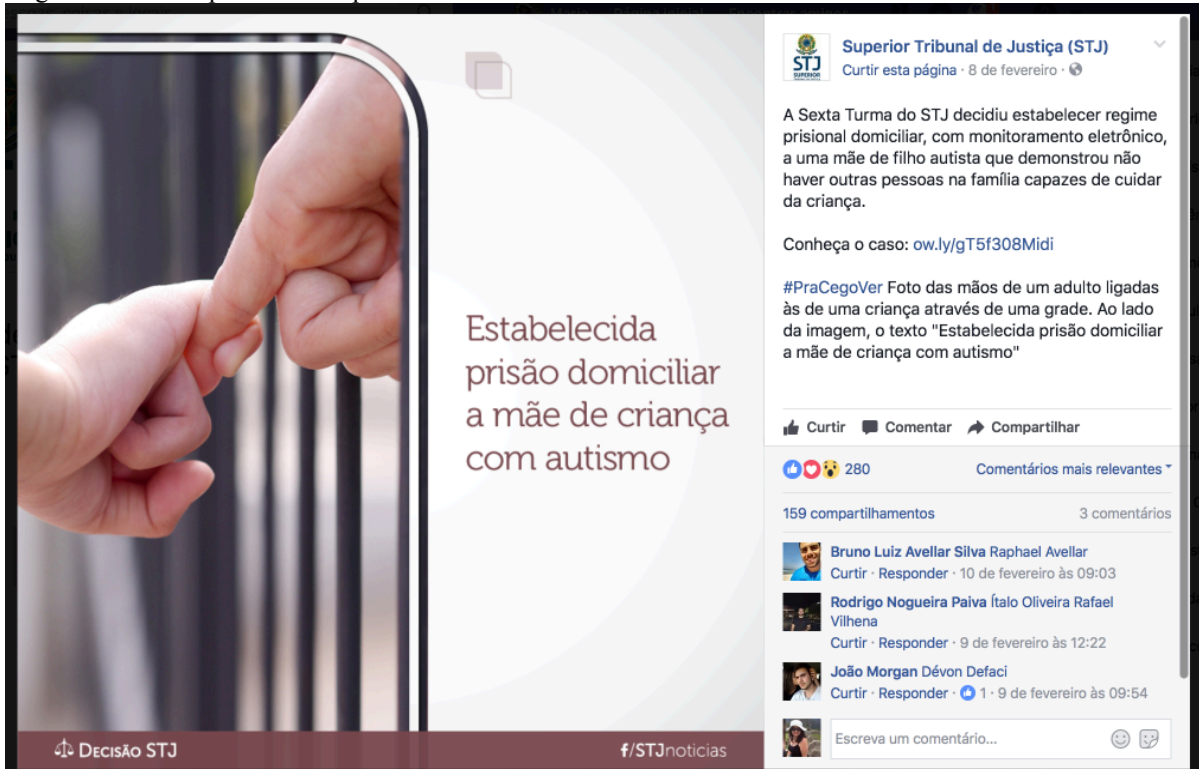 Estabelecida
prisão domiciliar
a mãe de criança
com autismo
DECISÃO STJ
f/STJnoticias
STJ
SUPERIOR
Superior Tribunal de Justiça (STJ)
Curtir esta página · 8 de fevereiro ·
A Sexta Turma do STJ decidiu estabelecer regime
prisional domiciliar, com monitoramento eletrônico,
a uma mãe de filho autista que demonstrou não
haver outras pessoas na família capazes de cuidar
da criança.
Conheça o caso: ow.ly/gT5f308Midi
#PraCegoVer Foto das mãos de um adulto ligadas
às de uma criança através de uma grade. Ao lado
da imagem, o texto "Estabelecida prisão domiciliar
a mãe de criança com autismo"
Curtir Comentar Compartilhar
280 Comentários mais relevantes
159 compartilhamentos 3 comentários
Bruno Luiz Avellar Silva Raphael Avellar
Curtir · Responder · 10 de fevereiro às 09:03
Rodrigo Nogueira Paiva Ítalo Oliveira Rafael
Vilhena
Curtir · Responder · 9 de fevereiro às 12:22
João Morgan Dévon Defaci
Curtir · Responder · 1 · 9 de fevereiro às 09:54
Escreva um comentário...